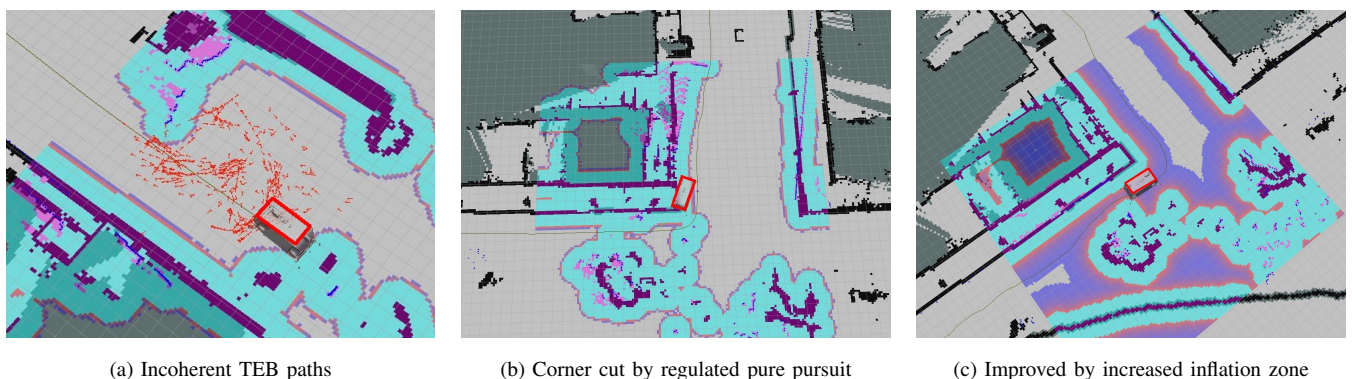 (a) Incoherent TEB paths
(b) Corner cut by regulated pure pursuit
(c) Improved by increased inflation zone